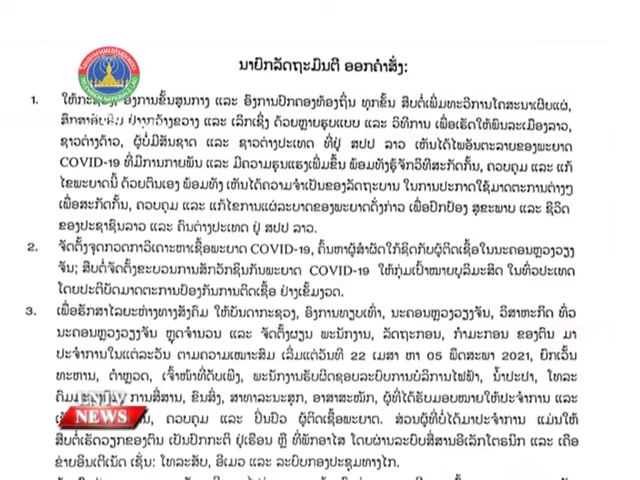 ນາຍົກລັດຖະມົນຕີ ອອກຄຳສັ່ງ:
1. ໃຫ້ກະຊວງ, ອົງການຂັ້ນສູນກາງ ແລະ ອົງການປົກຄອງທ້ອງຖິ່ນ ທຸກຂັ້ນ ສືບຕໍ່ເພີ່ມທະວີການໂຄສະນາເຜີຍແຜ່,
ສຶກສາອົບຮົມ ຢ່າງກວ້າງຂວາງ ແລະ ເລິກເຊິ່ງ ດ້ວຍຫຼາຍຮູບແບບ ແລະ ວິທີການ ເພື່ອເຮັດໃຫ້ພົນລະເມືອງລາວ,
ຊາວຕ່າງດ້າວ, ຜູ້ບໍ່ມີສັນຊາດ ແລະ ຊາວຕ່າງປະເທດ ທີ່ຢູ່ ສປປ ລາວ ເຫັນໄດ້ໄພອັນຕະລາຍຂອງພະຍາດ
COVID-19 ທີ່ມີການກາຍພັນ ແລະ ມີຄວາມຮຸນແຮງເພີ່ມຂຶ້ນ ພ້ອມທັງຮູ້ຈັກວິທີສະກັດກັ້ນ, ຄວບຄຸມ ແລະ ແກ້
ໄຂພະຍາດນີ້ ດ້ວຍຕົນເອງ ພ້ອມທັງ ເຫັນໄດ້ຄວາມຈຳເປັນຂອງລັດຖະບານ ໃນການປະກາດໃຊ້ມາດຕະການຕ່າງໆ
ເພື່ອສະກັດກັ້ນ, ຄວບຄຸມ ແລະ ແກ້ໄຂການແຜ່ລະບາດຂອງພະຍາດດັ່ງກ່າວ ເພື່ອປົກປ້ອງ ສຸຂະພາບ ແລະ ຊີວິດ
ຂອງປະຊາຊົນລາວ ແລະ ຄົນຕ່າງປະເທດ ຢູ່ ສປປ ລາວ.
2. ຈັດຕັ້ງຈຸດກວດກາວິເຄາະຫາເຊື້ອພະຍາດ COVID-19, ຄົ້ນຫາຜູ້ສຳຜັດໃກ້ຊິດກັບຜູ້ຕິດເຊື້ອໃນນະຄອນຫຼວງວຽງ
ຈັນ; ສືບຕໍ່ຈັດຕັ້ງຂະບວນການສັກວັກຊິນກັນພະຍາດ COVID-19 ໃຫ້ກຸ່ມເປົ້າໝາຍບຸລິມະສິດ ໃນທົ່ວປະເທດ
ໂດຍປະຕິບັດມາດຕະການປ້ອງກັນການຕິດເຊື້ອ ຢ່າງເຂັ້ມງວດ.
3. ເພື່ອຮັກສາໄລຍະຫ່າງທາງສັງຄົມ ໃຫ້ບັນດາກະຊວງ, ອົງການທຽບເທົ່າ, ນະຄອນຫຼວງວຽງຈັນ, ວິສາຫະກິດ ທົ່ວ
ນະຄອນຫຼວງວຽງຈັນ ຫຼຸດຈຳນວນ ແລະ ຈັດຕັ້ງຜຽນ ພະນັກງານ, ລັດຖະກອນ, ກຳມະກອນ ຂອງຕົນ ມາ
ປະຈຳການໃນແຕ່ລະວັນ ຕາມຄວາມເໝາະສົມ ເລີ່ມແຕ່ວັນທີ 22 ເມສາ ຫາ 05 ພຶດສະພາ 2021, ຍົກເວັ້ນ
ທະຫານ, ຕຳຫຼວດ, ເຈົ້າໜ້າທີ່ດັບເພີງ, ພະນັກງານຮັບຜິດຊອບລະບົບການບໍລິການໄຟຟ້າ, ນ້ຳປະປາ, ໂທລະ
ການສື່ສານ, ຂົນສົ່ງ, ສາທາລະນະສຸກ, ອາສາສະໝັກ, ຜູ້ທີ່ໄດ້ຮັບມອບໝາຍໃຫ້ປະຈຳການ ແລະ
ຄວບຄຸມ ແລະ ປິ່ນປົວ ຜູ້ຕິດເຊື້ອພະຍາດ. ສ່ວນຜູ້ທີ່ບໍ່ໄດ້ມາປະຈຳການ ແມ່ນໃຫ້
ສືບຕໍ່ເຮັດວຽກຂອງຕົນ ເປັນປົກກະຕິ ຢູ່ເຮືອນ ຫຼື ທີ່ພັກອາໄສ ໂດຍຜ່ານລະບົບສື່ສານອີເລັກໂຕຣນິກ ແລະ ເຄືອ
ຂ່າຍອິນເຕີເນັດ ເຊັ່ນ: ໂທລະສັບ, ອີເມວ ແລະ ລະບົບກອງປະຊຸມທາງໄກ.
LNTV
NEWS